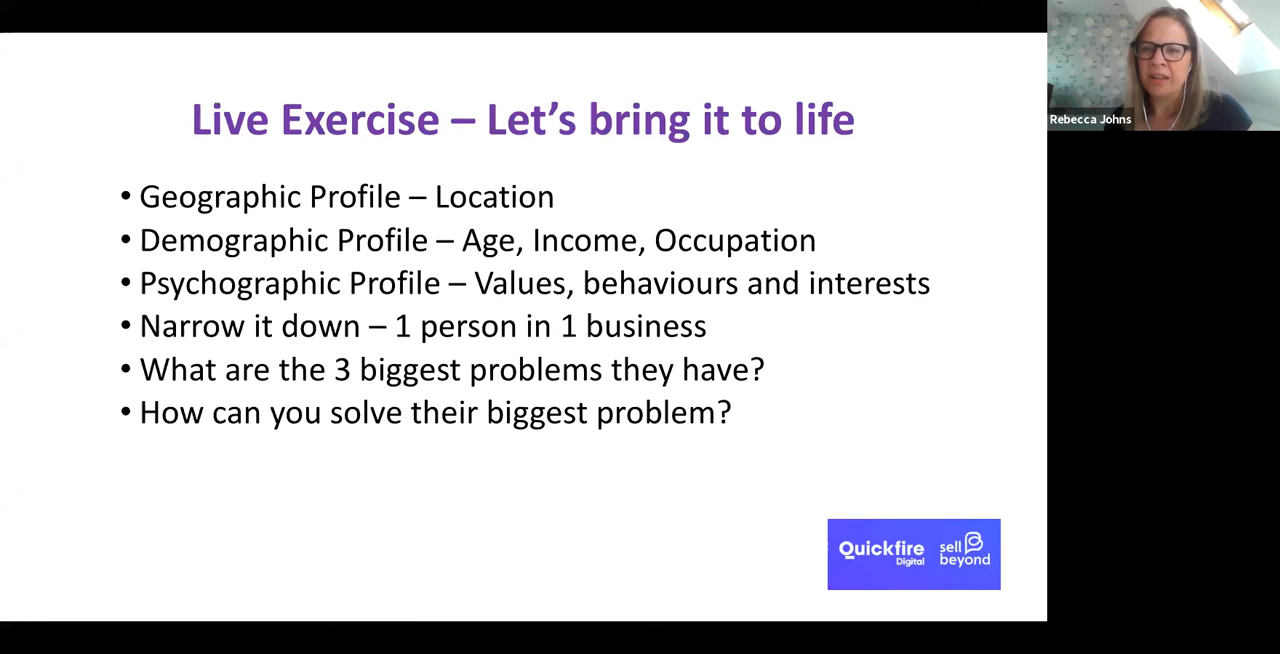 Live Exercise – Let's bring it to life
• Geographic Profile – Location
• Demographic Profile – Age, Income, Occupation
• Psychographic Profile – Values, behaviours and interests
• Narrow it down – 1 person in 1 business
• What are the 3 biggest problems they have?
• How can you solve their biggest problem?
Quickfire
Digital
sell
beyond
Rebecca Johns